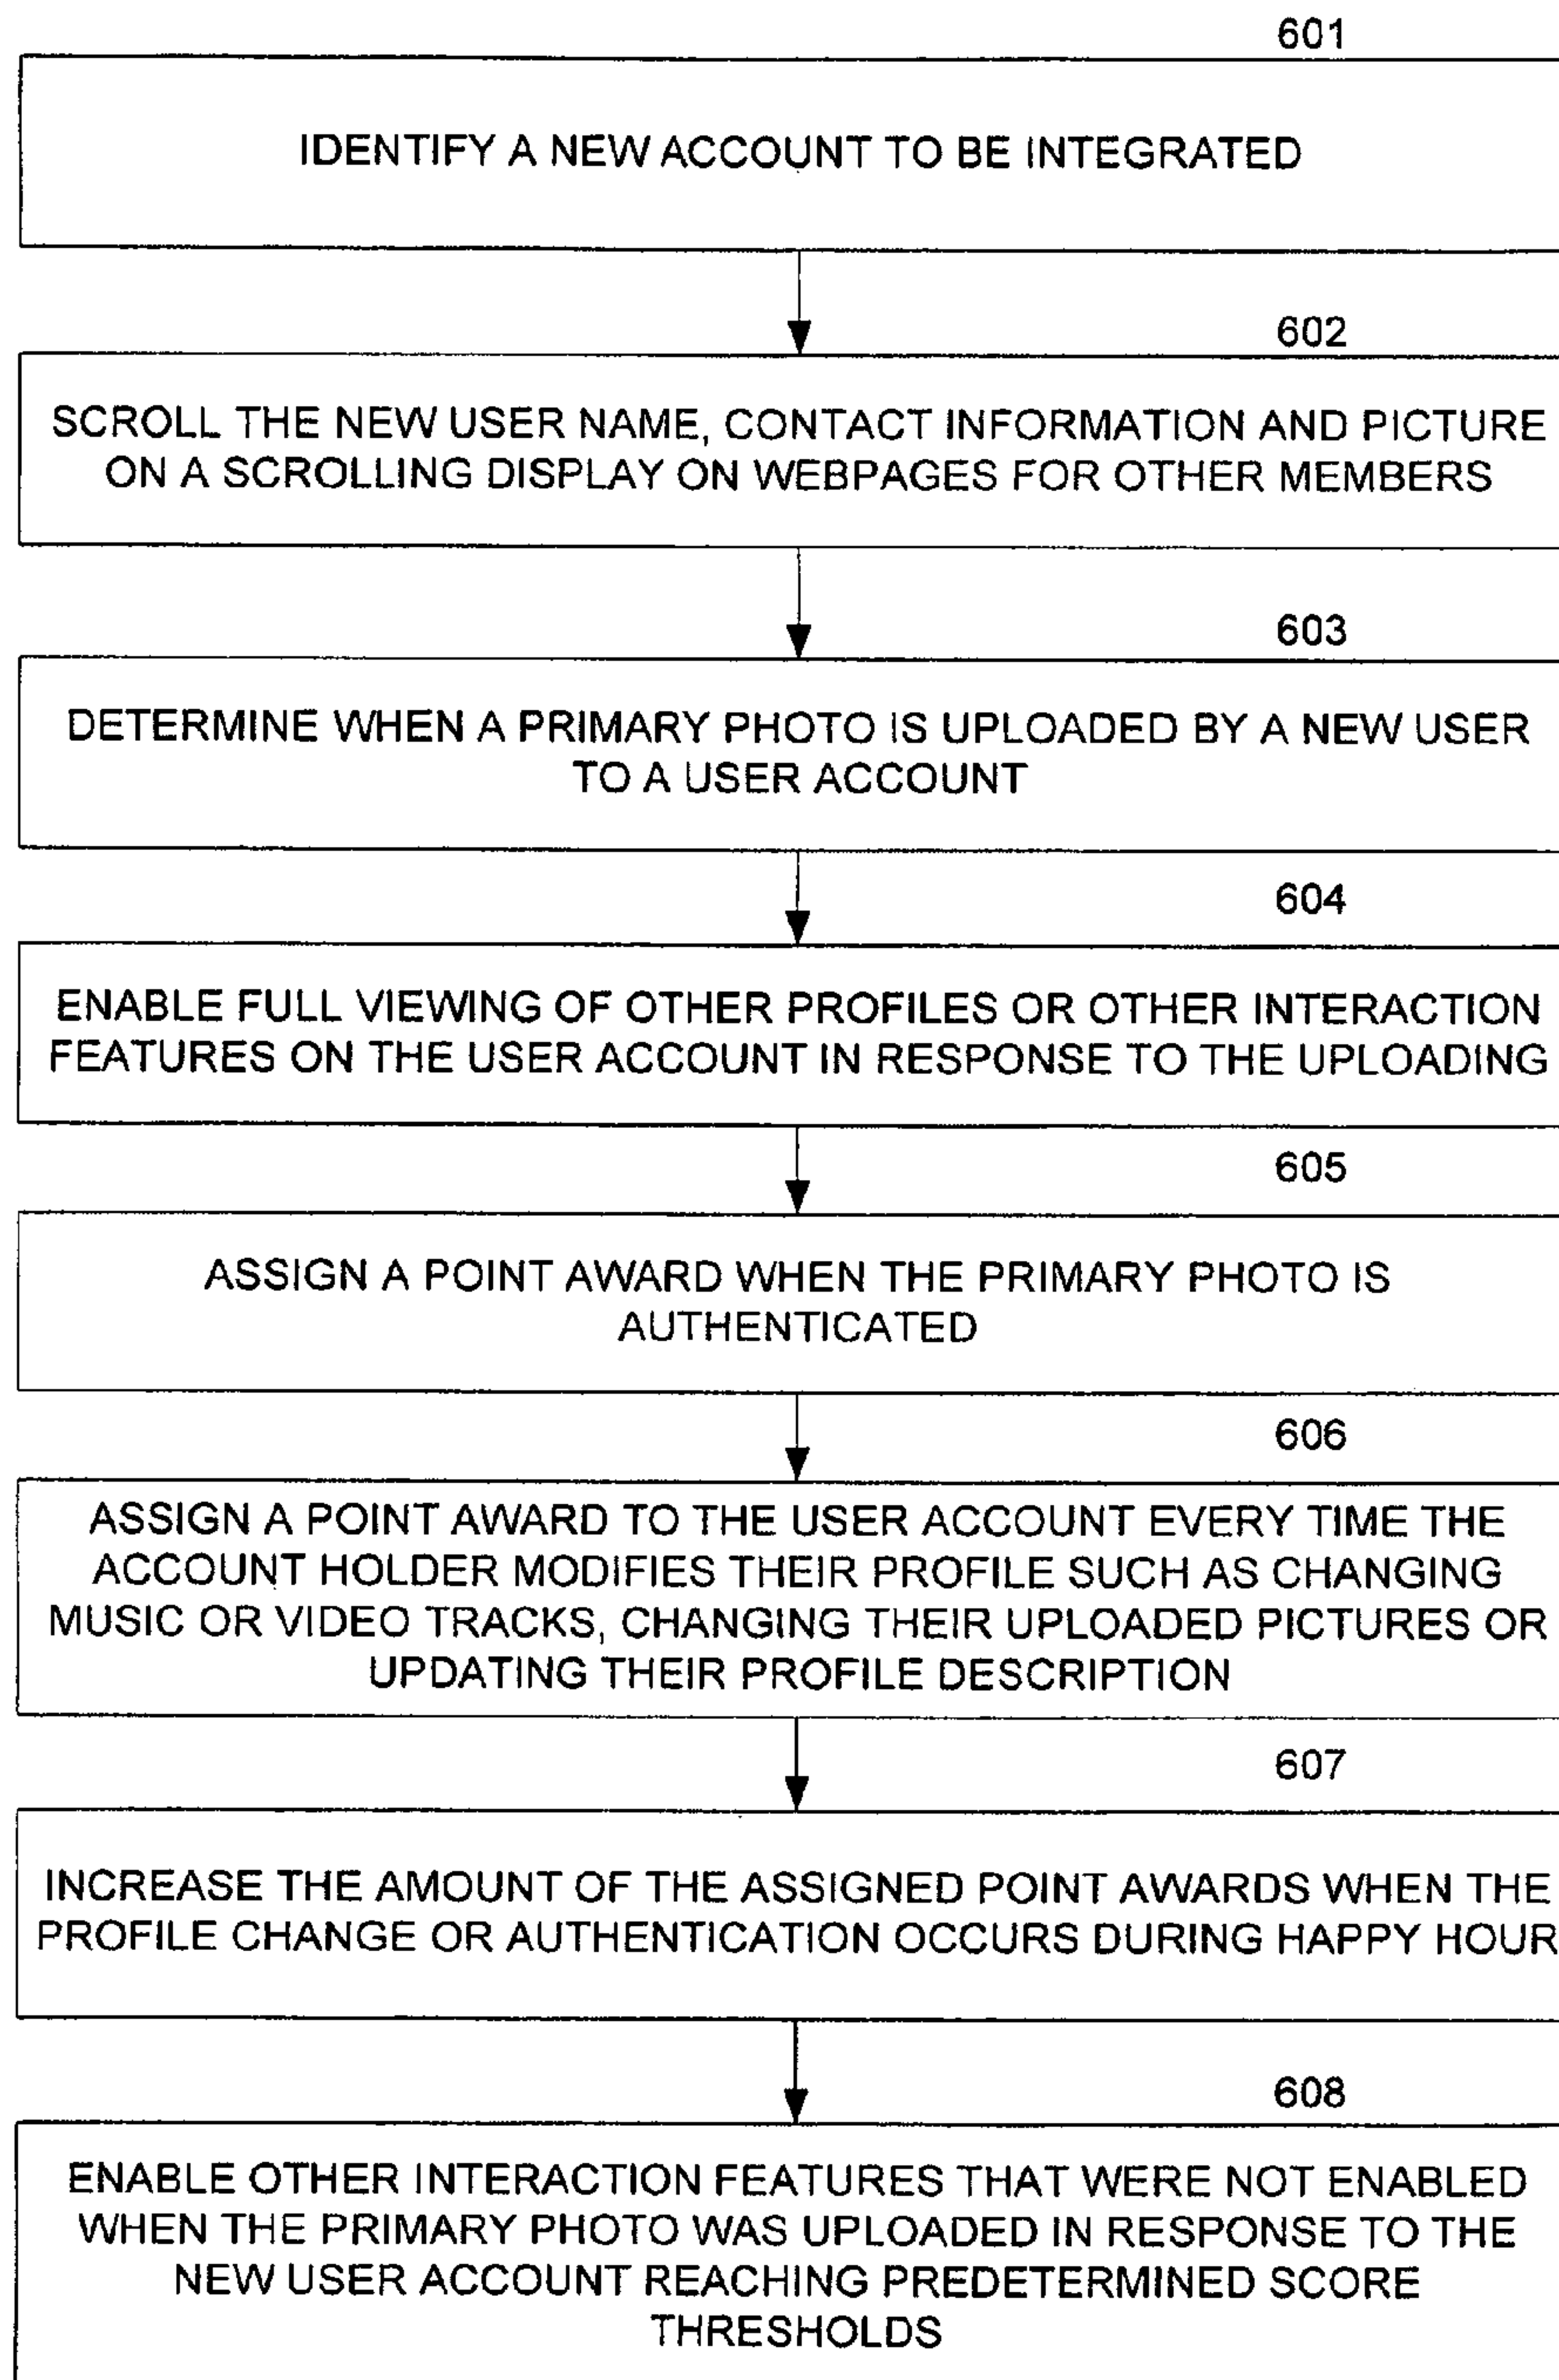 601
IDENTIFY A NEW ACCOUNT TO BE INTEGRATED
602
SCROLL THE NEW USER NAME, CONTACT INFORMATION AND PICTURE
ON A SCROLLING DISPLAY ON WEBPAGES FOR OTHER MEMBERS
603
DETERMINE WHEN A PRIMARY PHOTO IS UPLOADED BY A NEW USER
TO A USER ACCOUNT
604
ENABLE FULL VIEWING OF OTHER PROFILES OR OTHER INTERACTION
FEATURES ON THE USER ACCOUNT IN RESPONSE TO THE UPLOADING
605
ASSIGN A POINT AWARD WHEN THE PRIMARY PHOTO IS
AUTHENTICATED
606
ASSIGN A POINT AWARD TO THE USER ACCOUNT EVERY TIME THE
ACCOUNT HOLDER MODIFIES THEIR PROFILE SUCH AS CHANGING
MUSIC OR VIDEO TRACKS, CHANGING THEIR UPLOADED PICTURES OR
UPDATING THEIR PROFILE DESCRIPTION
607
INCREASE THE AMOUNT OF THE ASSIGNED POINT AWARDS WHEN THE
PROFILE CHANGE OR AUTHENTICATION OCCURS DURING HAPPY HOUR
608
ENABLE OTHER INTERACTION FEATURES THAT WERE NOT ENABLED
WHEN THE PRIMARY PHOTO WAS UPLOADED IN RESPONSE TO THE
NEW USER ACCOUNT REACHING PREDETERMINED SCORE
THRESHOLDS